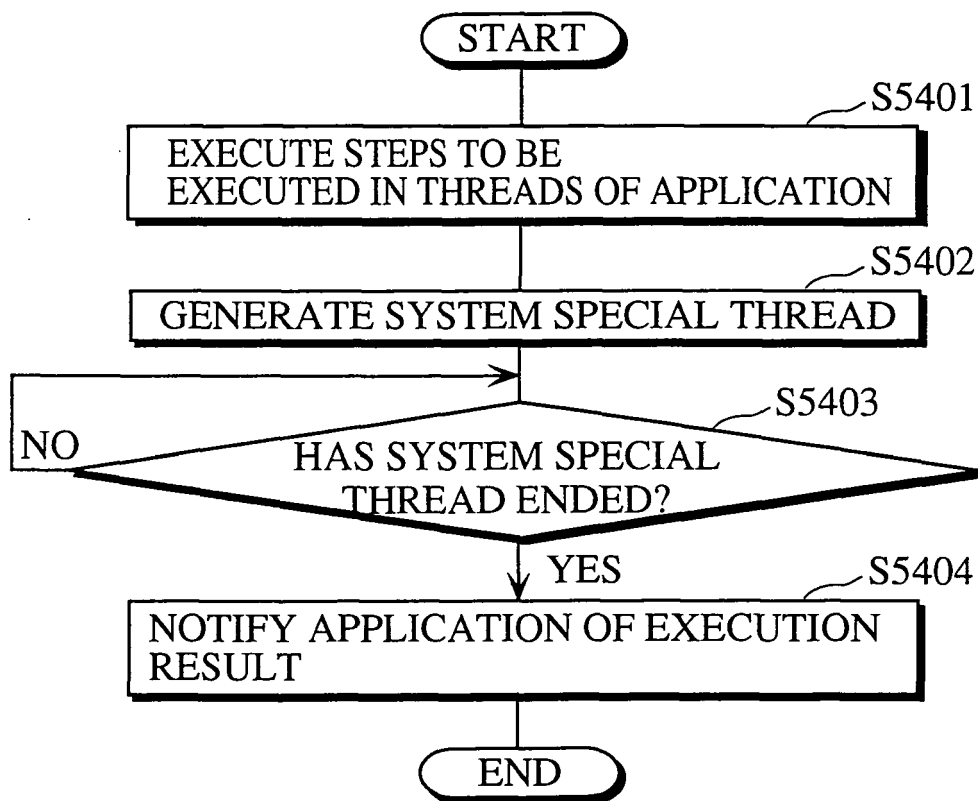 START
S5401
EXECUTE STEPS TO BE
EXECUTED IN THREADS OF APPLICATION
S5402
GENERATE SYSTEM SPECIAL THREAD
S5403
NO
HAS SYSTEM SPECIAL
THREAD ENDED?
YES
S5404
NOTIFY APPLICATION OF EXECUTION
RESULT
END